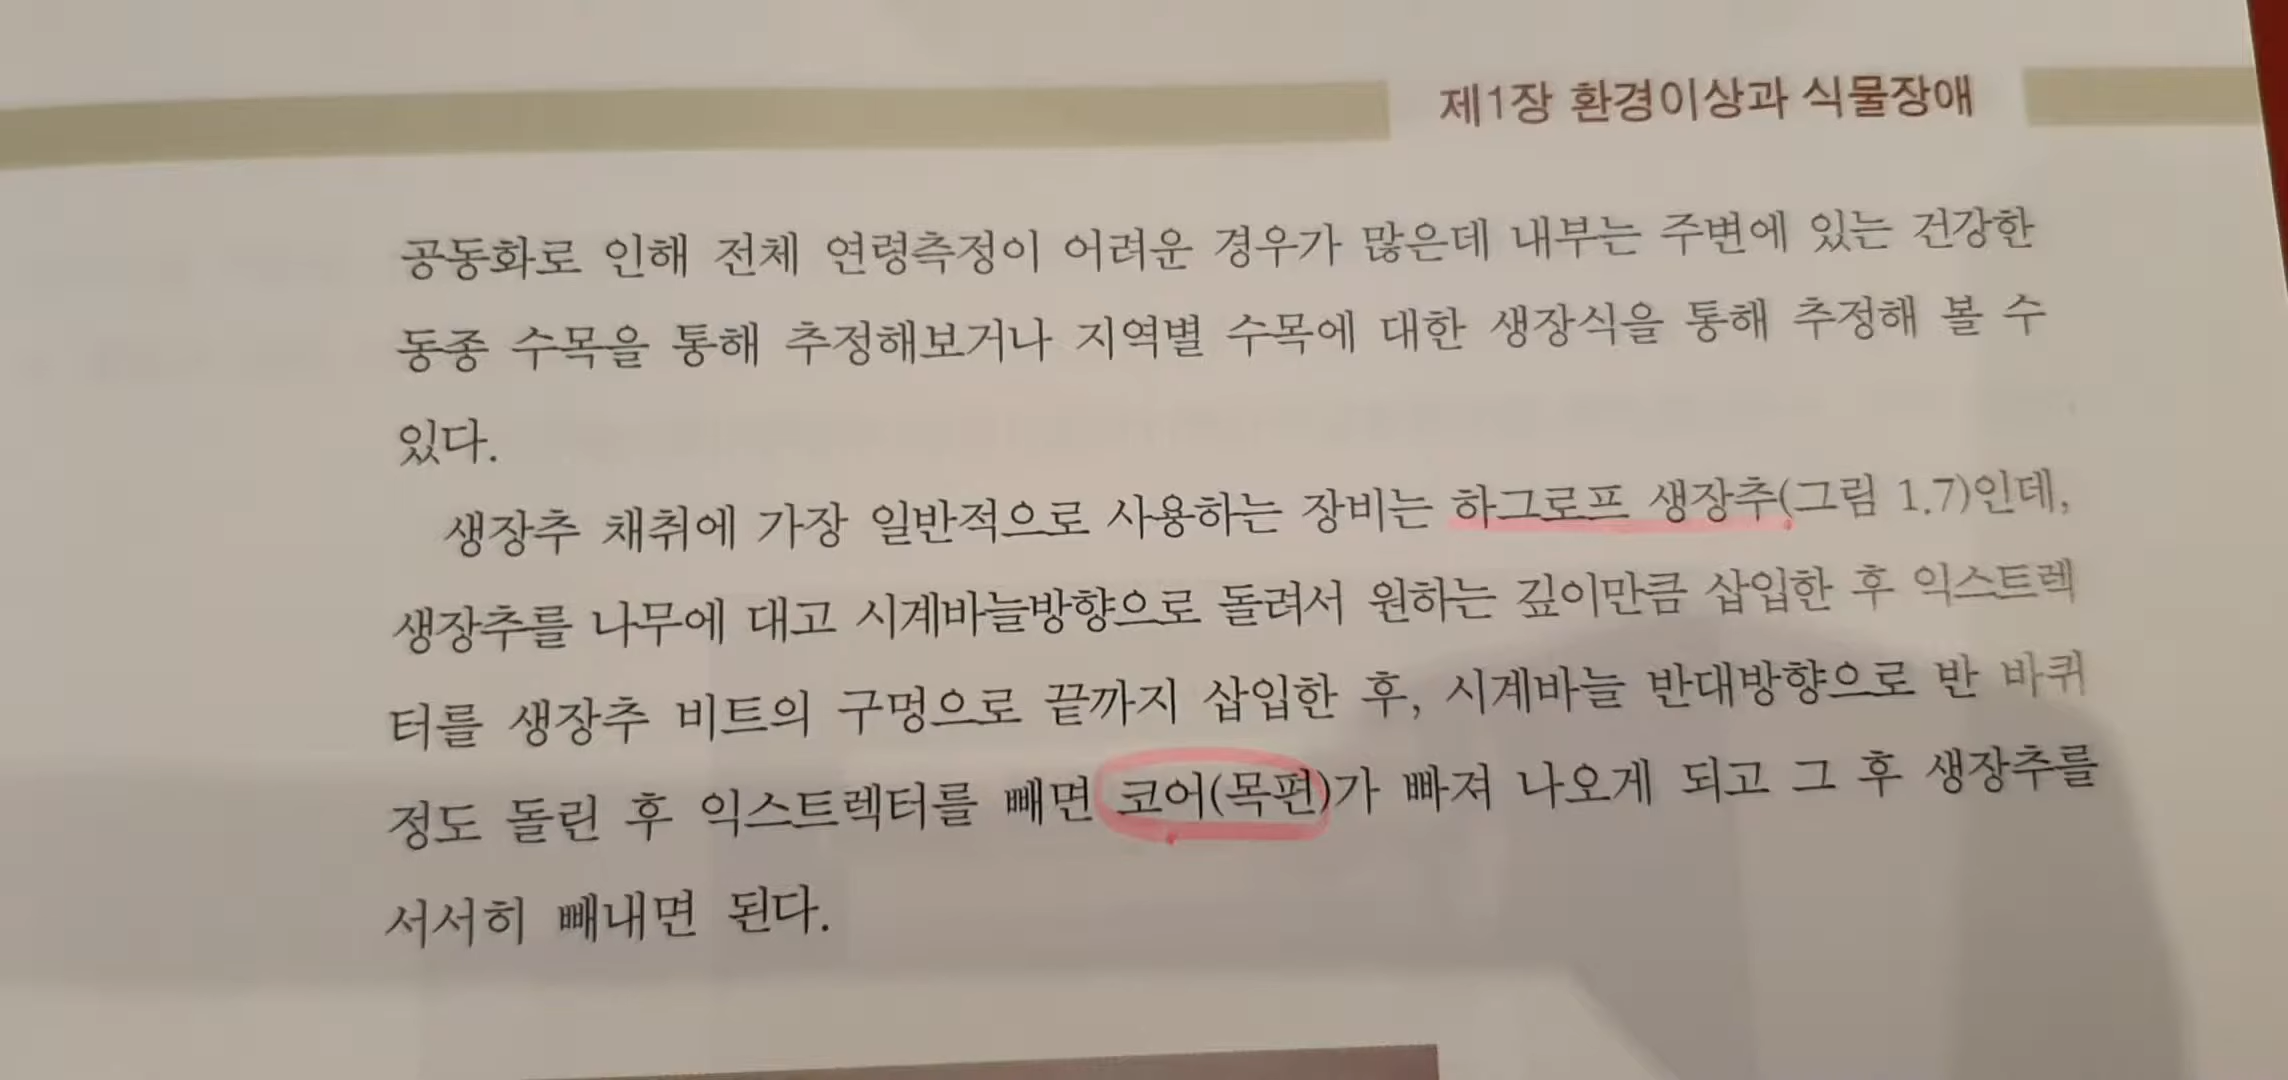 제1장 환경이상과 식물장애
공동화로 인해 전체 연령측정이 어려운 경우가 많은데 내부는 주변에 있는 건강한
동종 수목을 통해 추정해보거나 지역별 수목에 대한 생장식을 통해 추정해 볼 수
있다.
생장추 채취에 가장 일반적으로 사용하는 장비는 하그로프 생장추(그림 1.7)인데,
생장추를 나무에 대고 시계바늘방향으로 돌려서 원하는 깊이만큼 삽입한 후 익스트렉
터를 생장추 비트의 구멍으로 끝까지 삽입한 후, 시계바늘 반대방향으로 반 바퀴
정도 돌린 후 익스트렉터를 빼면 코어(목편)가 빠져 나오게 되고 그 후 생장추를
서서히 빼내면 된다.